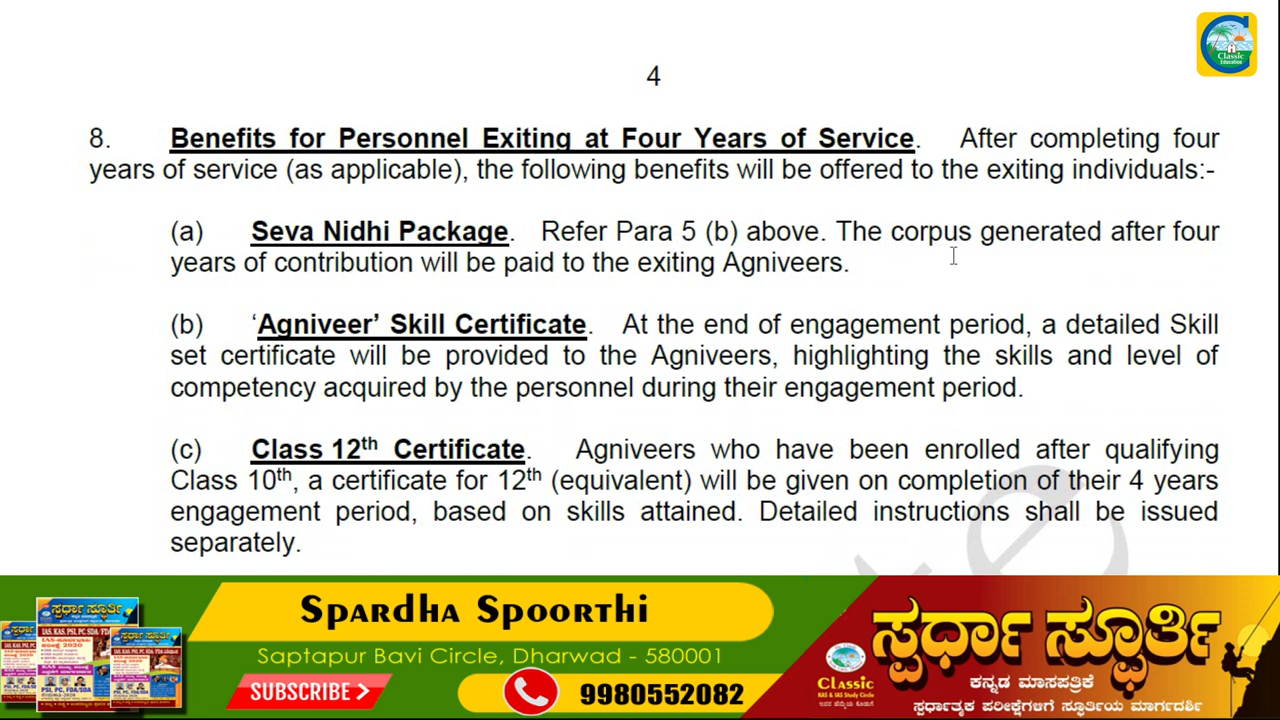 Classic
Education
4
8. Benefits for Personnel Exiting at Four Years of Service. After completing four
years of service (as applicable), the following benefits will be offered to the exiting individuals:-
(a) Seva Nidhi Package. Refer Para 5 (b) above. The corpus generated after four
years of contribution will be paid to the exiting Agniveers.
(b) ‘Agniveer’ Skill Certificate. At the end of engagement period, a detailed Skill
set certificate will be provided to the Agniveers, highlighting the skills and level of
competency acquired by the personnel during their engagement period.
(c) Class 12th Certificate. Agniveers who have been enrolled after qualifying
Class 10th, a certificate for 12th (equivalent) will be given on completion of their 4 years
engagement period, based on skills attained. Detailed instructions shall be issued
separately.
ಸ್ಪರ್ಧಾ ಸ್ಫೂರ್ತಿ
Spardha Spoorthi
Saptapur Bavi Circle, Dharwad - 580001
SUBSCRIBE
9980552082
ಸ್ಪರ್ಧಾ ಸ್ಫೂರ್ತಿ
Classic
KAS & IAS Study Circle
ಕನ್ನಡ ಮಾಸಪತ್ರಿಕೆ
ಸ್ಪರ್ಧಾತ್ಮಕ ಪರೀಕ್ಷೆಗಳಿಗೆ ಸ್ಫೂರ್ತಿಯ ಮಾರ್ಗದರ್ಶಿ